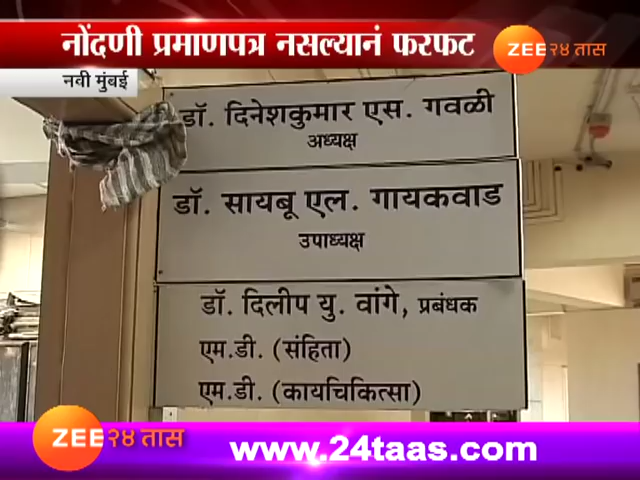 नोंदणी प्रमाणपत्र नसल्यानं फरफट
ZEE २४ तास
नवी मुंबई
डॉ. दिनेशकुमार एस. गवळी
अध्यक्ष
डॉ. सायबू एल. गायकवाड
उपाध्यक्ष
डॉ. दिलीप यु. वांगे, प्रबंधक
एम.डी. (संहिता)
एम.डी. (कायचिकित्सा)
ZEE २४ तास
www.24taas.com